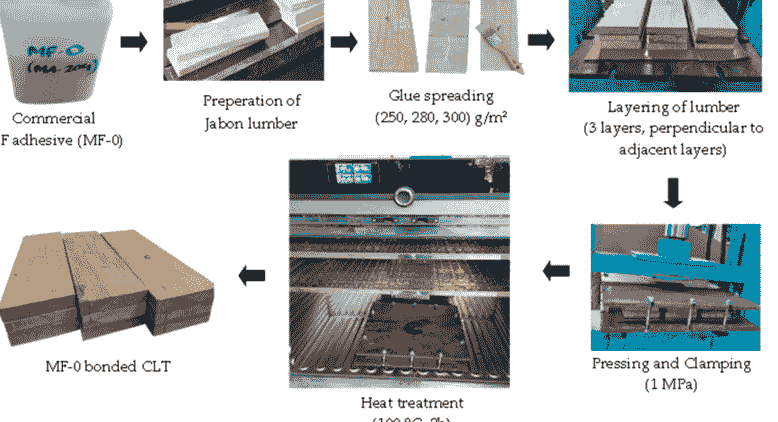 MF-0
Commercial
F adhesive (MF-0)
Preperation of
Jabon lumber
Glue spreading
(250, 280, 300) g/m²
Layering of lumber
(3 layers, perpendicular to
adjacent layers)
Pressing and Clamping
(1 MPa)
Heat treatment
MF-0 bonded CLT